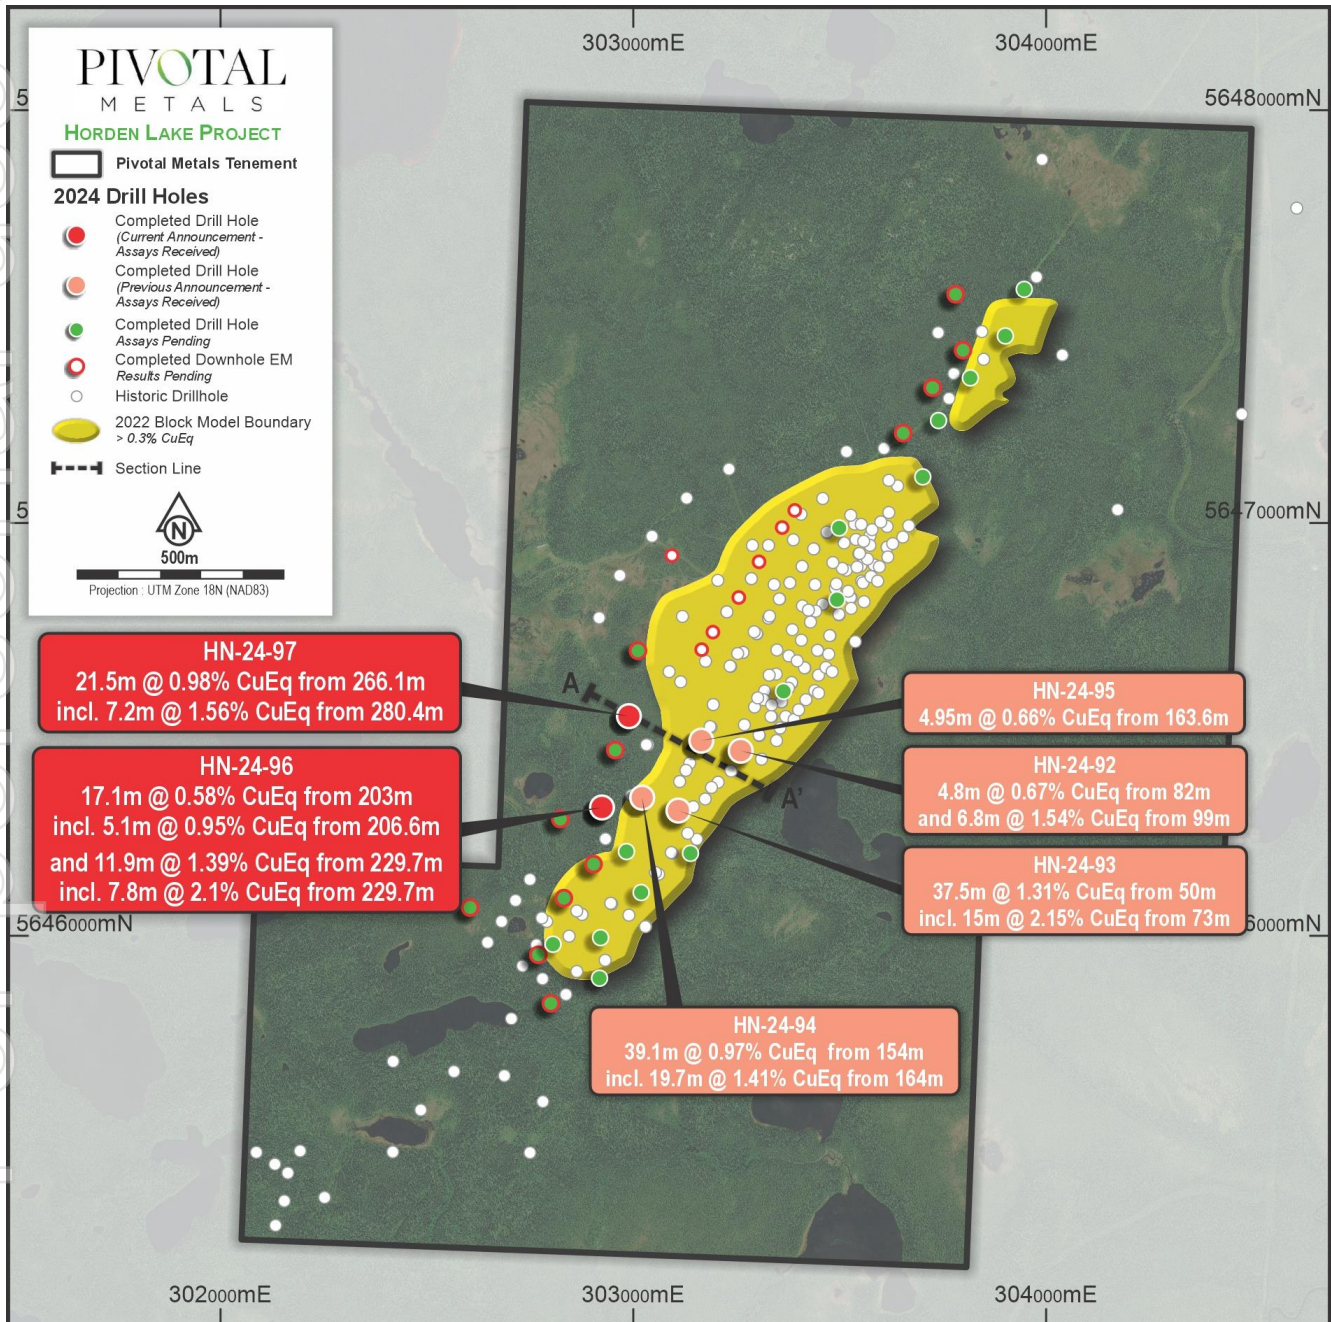 303000mE
304000mE
5648000mN
5
PIVOTAL
METALS
HORDEN LAKE PROJECT
Pivotal Metals Tenement
2024 Drill Holes
Completed Drill Hole
(Current Announcement -
Assays Received)
Completed Drill Hole
(Previous Announcement -
Assays Received)
Completed Drill Hole
Assays Pending
Completed Downhole EM
Results Pending
Historic Drillhole
2022 Block Model Boundary
> 0.3% CuEq
Section Line
N
500m
Projection : UTM Zone 18N (NAD83)
5
5647000mN
HN-24-97
21.5m @ 0.98% CuEq from 266.1m
incl. 7.2m @ 1.56% CuEq from 280.4m
A
HN-24-95
4.95m @ 0.66% CuEq from 163.6m
HN-24-96
17.1m @ 0.58% CuEq from 203m
incl. 5.1m @ 0.95% CuEq from 206.6m
and 11.9m @ 1.39% CuEq from 229.7m
incl. 7.8m @ 2.1% CuEq from 229.7m
A'
HN-24-92
4.8m @ 0.67% CuEq from 82m
and 6.8m @ 1.54% CuEq from 99m
HN-24-93
37.5m @ 1.31% CuEq from 50m
incl. 15m @ 2.15% CuEq from 73m
5646000mN
6000mN
HN-24-94
39.1m @ 0.97% CuEq from 154m
incl. 19.7m @ 1.41% CuEq from 164m
302000mE
303000mE
304000mE